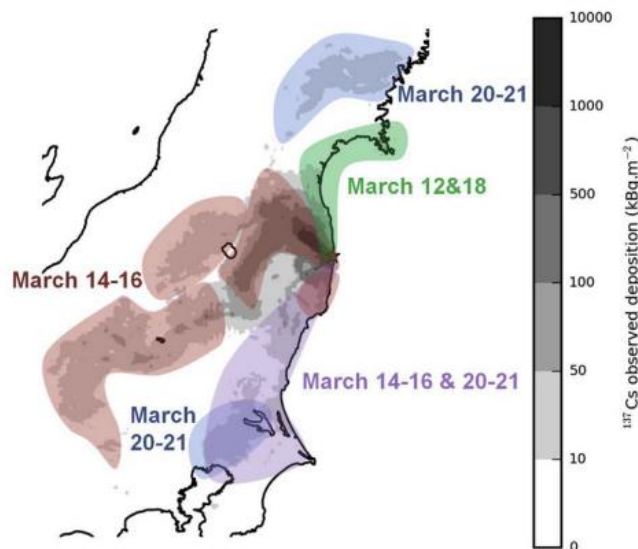 March 20-21
March 12&18
March 14-16
March 14-16 & 20-21
March
20-21
10000
1000
500
100
50
10
0
¹³⁷Cs observed deposition (kBq.m⁻²)